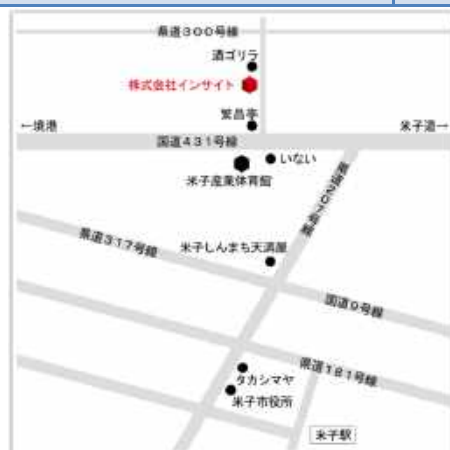 県道300号線
酒ゴリラ
株式会社インサイト
繁昌亭
←境港
米子道→
国道431号線
いない
米子産業体育館
県道207号線
県道317号線
米子しんまち天満屋
国道9号線
県道181号線
タカシマヤ
米子市役所
米子駅